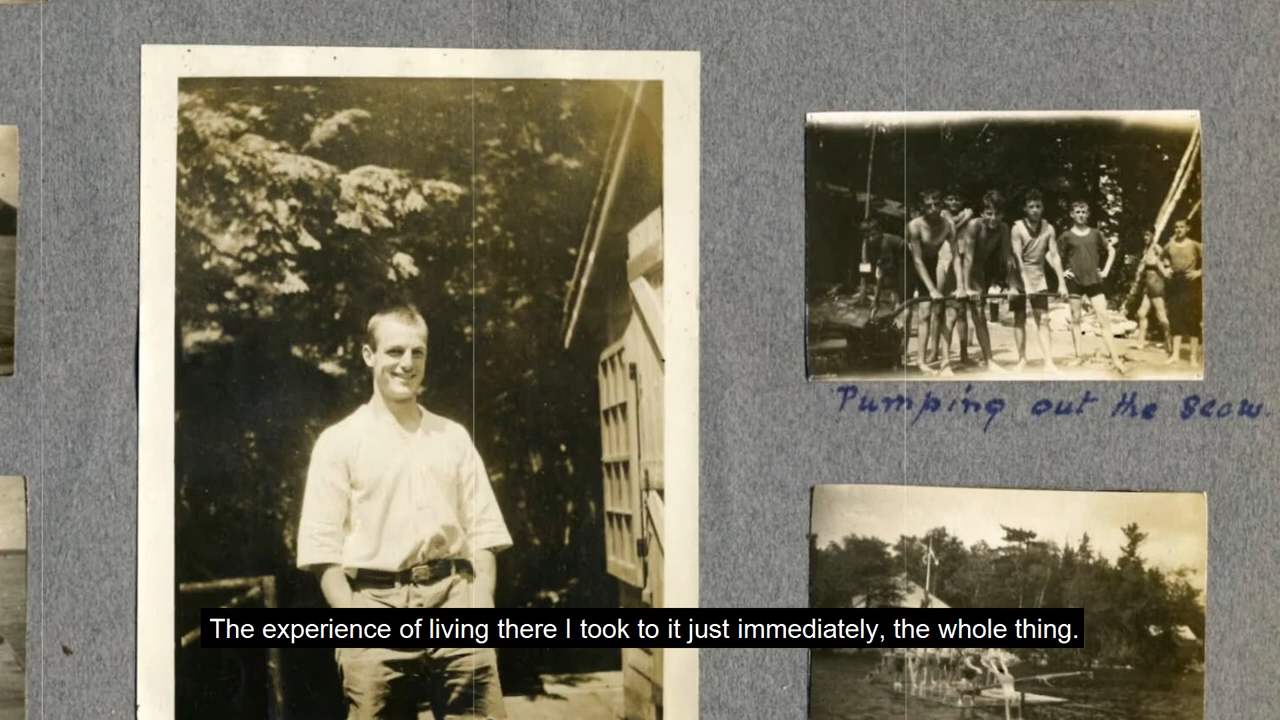 Pumping out the scow.
The experience of living there I took to it just immediately, the whole thing.